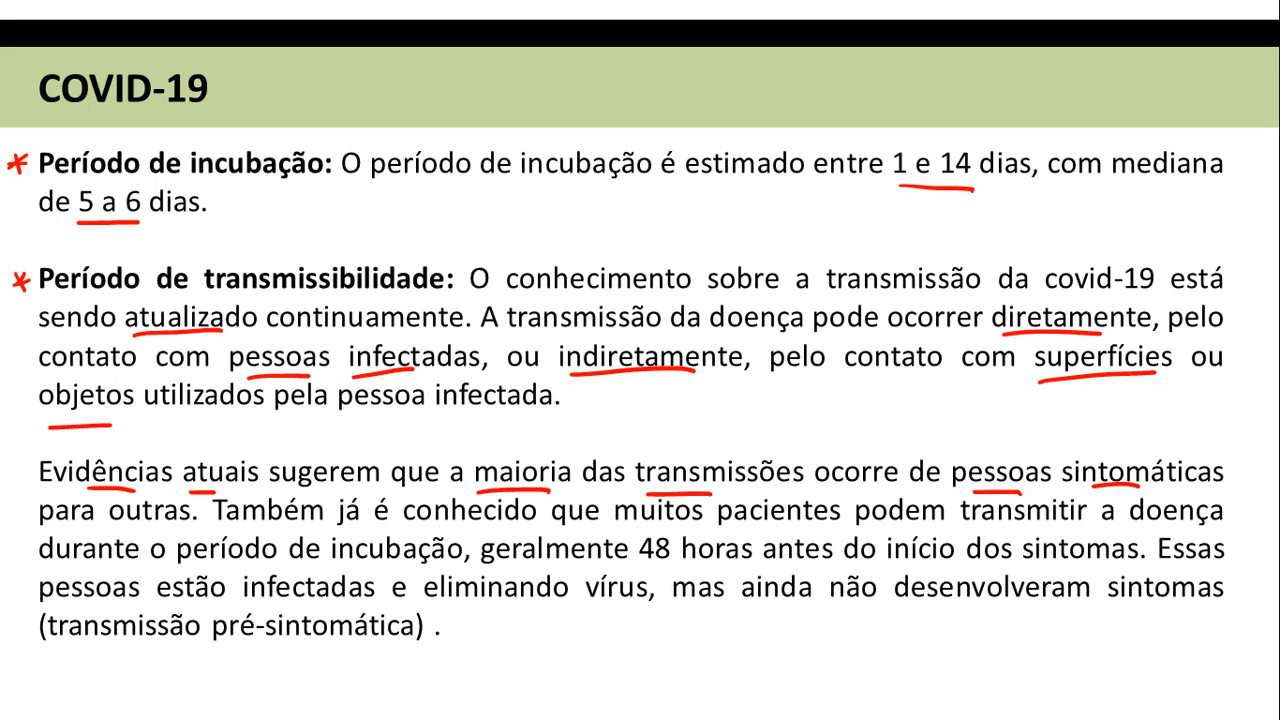 COVID-19
Período de incubação: O período de incubação é estimado entre 1 e 14 dias, com mediana
de 5 a 6 dias.
Período de transmissibilidade: O conhecimento sobre a transmissão da covid-19 está
sendo atualizado continuamente. A transmissão da doença pode ocorrer diretamente, pelo
contato com pessoas infectadas, ou indiretamente, pelo contato com superfícies ou
objetos utilizados pela pessoa infectada.
Evidências atuais sugerem que a maioria das transmissões ocorre de pessoas sintomáticas
para outras. Também já é conhecido que muitos pacientes podem transmitir a doença
durante o período de incubação, geralmente 48 horas antes do início dos sintomas. Essas
pessoas estão infectadas e eliminando vírus, mas ainda não desenvolveram sintomas
(transmissão pré-sintomática) .